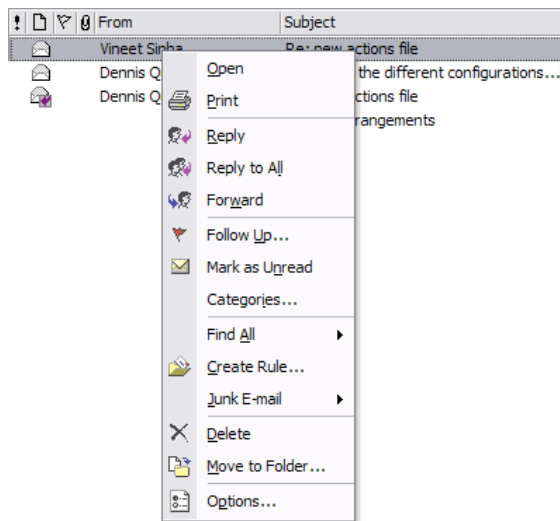 ! From Subject
Vineet Sinha Re: new actions file
Dennis Q the different configurations...
Dennis Q ctions file
rangements
Open
Print
Reply
Reply to All
Forward
Follow Up...
Mark as Unread
Categories...
Find All
Create Rule...
Junk E-mail
Delete
Move to Folder...
Options...